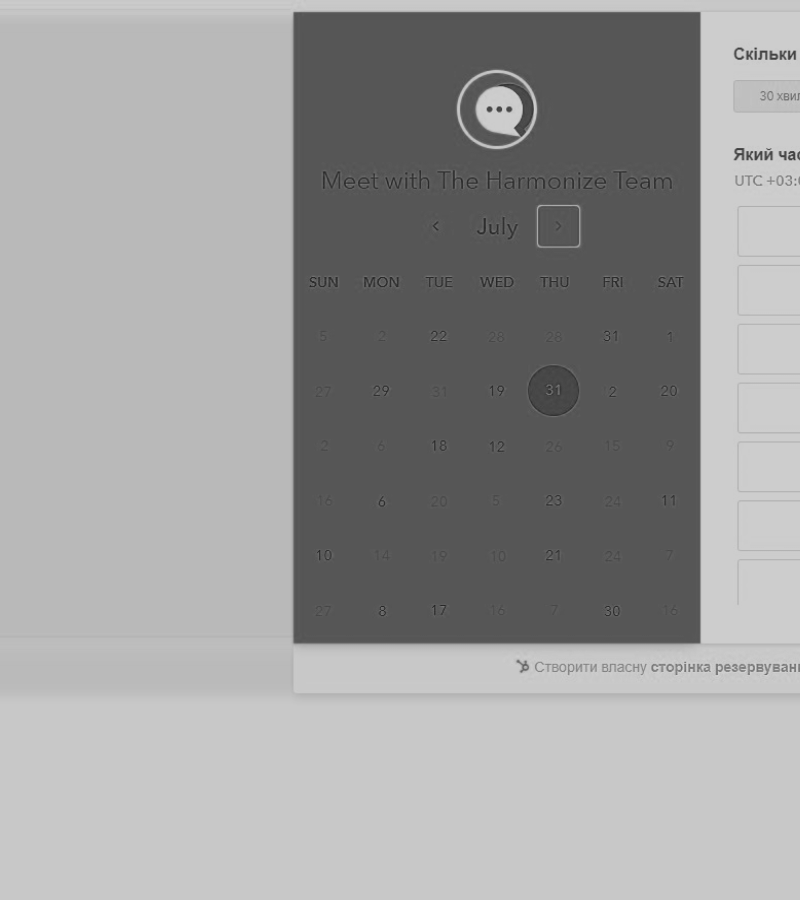 Meet with The Harmonize Team
July
SUN MON TUE WED THU FRI SAT
5 2 22 28 28 31 1
27 29 31 19 31 2 20
2 6 18 12 26 15 9
16 6 20 5 23 24 11
10 14 19 10 21 24 7
27 8 17 16 7 30 16
Скільки
30 хвил
Який час
UTC +03:0
Створити власну сторінка резервуван